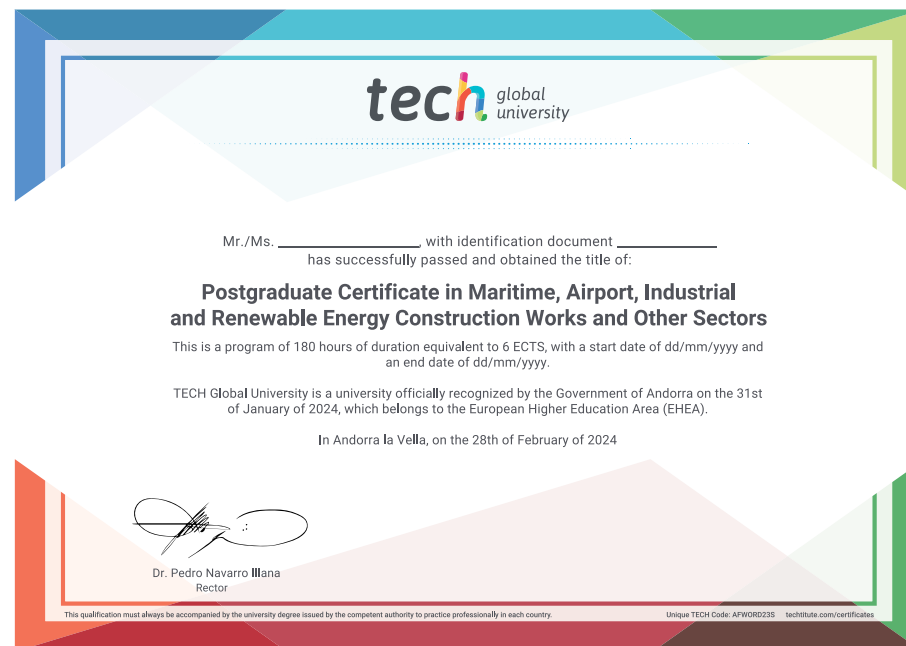 tech global university
Mr./Ms. ____________________, with identification document ______________
has successfully passed and obtained the title of:
Postgraduate Certificate in Maritime, Airport, Industrial
and Renewable Energy Construction Works and Other Sectors
This is a program of 180 hours of duration equivalent to 6 ECTS, with a start date of dd/mm/yyyy and
an end date of dd/mm/yyyy.
TECH Global University is a university officially recognized by the Government of Andorra on the 31st
of January of 2024, which belongs to the European Higher Education Area (EHEA).
In Andorra la Vella, on the 28th of February of 2024
Dr. Pedro Navarro Illana
Rector
This qualification must always be accompanied by the university degree issued by the competent authority to practice professionally in each country.
Unique TECH Code: AFWORD23S techtitute.com/certificates